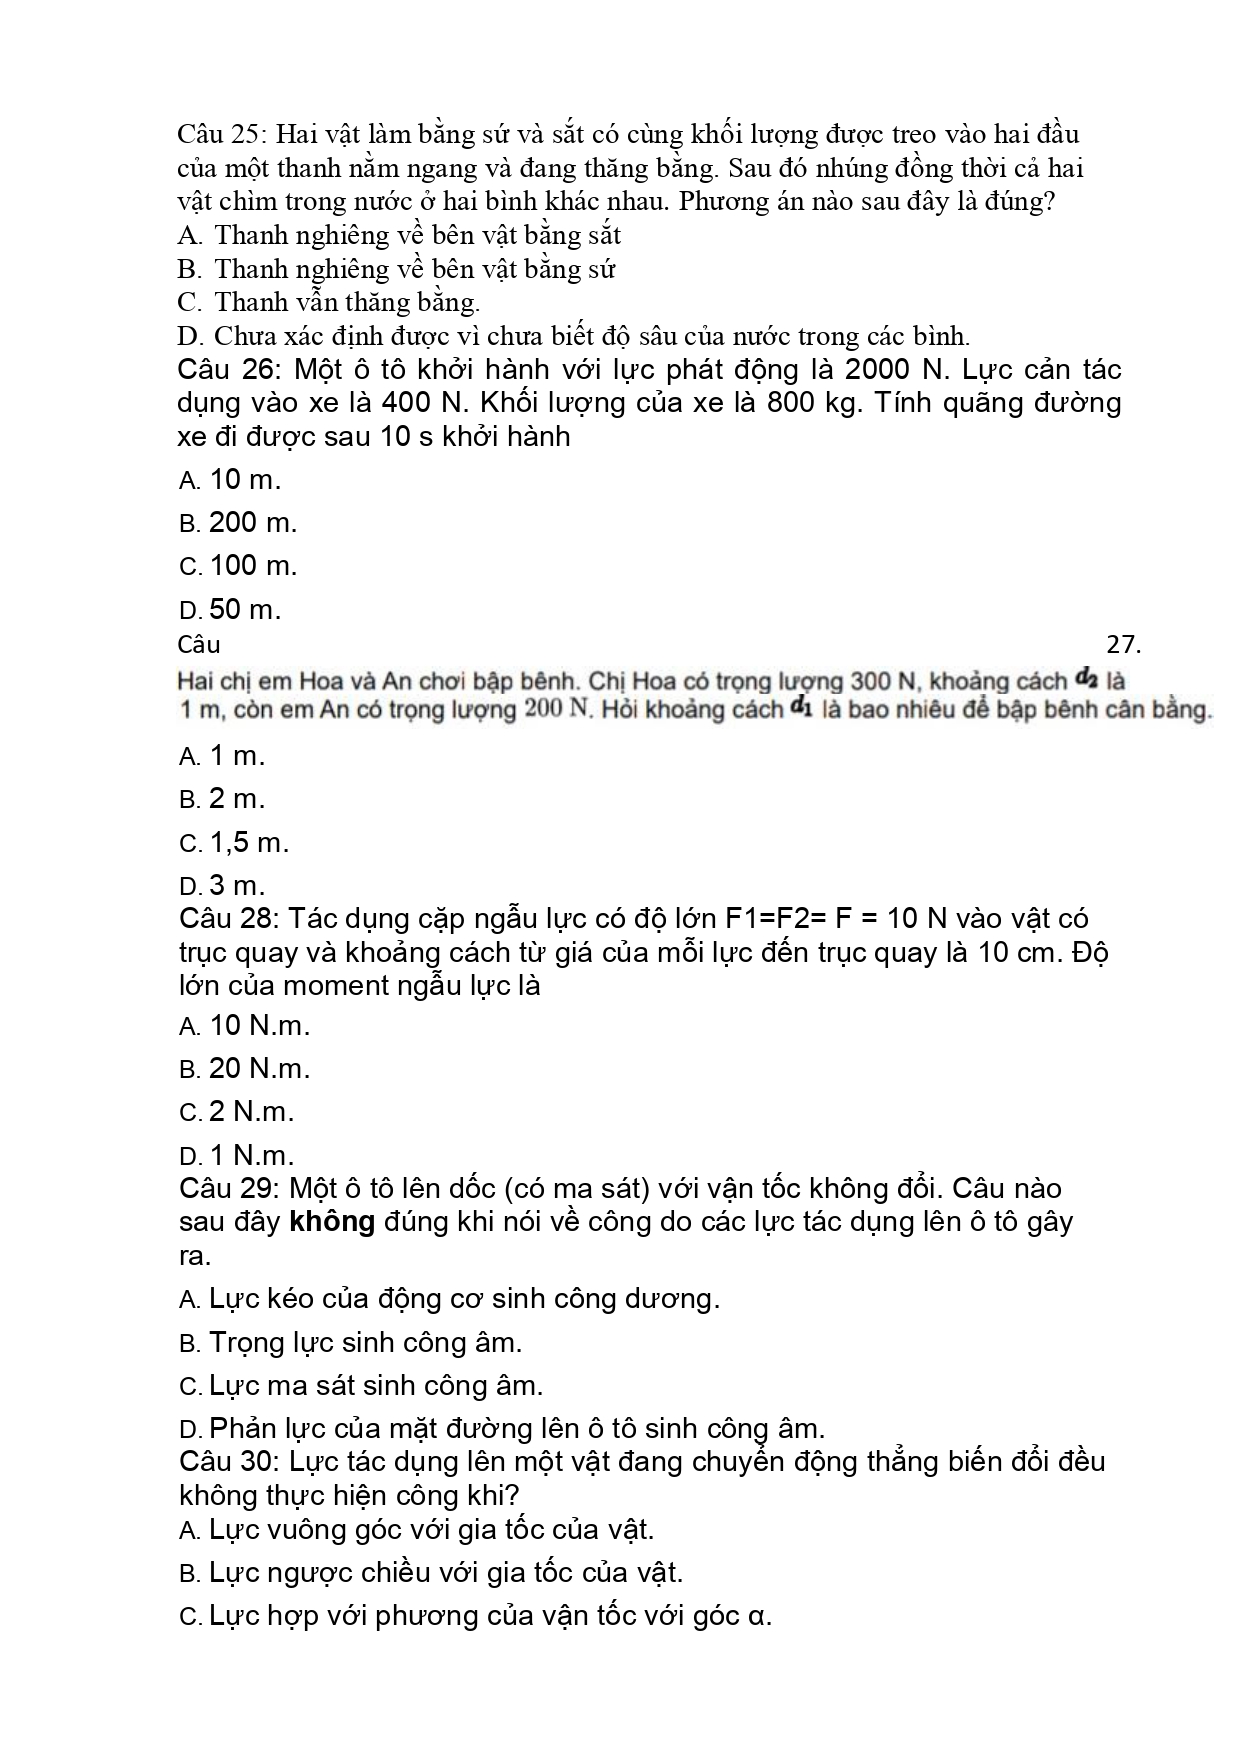 Câu 25: Hai vật làm bằng sứ và sắt có cùng khối lượng được treo vào hai đầu
của một thanh nằm ngang và đang thăng bằng. Sau đó nhúng đồng thời cả hai
vật chìm trong nước ở hai bình khác nhau. Phương án nào sau đây là đúng?
A. Thanh nghiêng về bên vật bằng sắt
B. Thanh nghiêng về bên vật bằng sứ
C. Thanh vẫn thăng bằng.
D. Chưa xác định được vì chưa biết độ sâu của nước trong các bình.
Câu 26: Một ô tô khởi hành với lực phát động là 2000 N. Lực cản tác
dụng vào xe là 400 N. Khối lượng của xe là 800 kg. Tính quãng đường
xe đi được sau 10 s khởi hành
A. 10 m.
B. 200 m.
C. 100 m.
D. 50 m.
Câu 27.
Hai chị em Hoa và An chơi bập bênh. Chị Hoa có trọng lượng 300 N, khoảng cách d2 là
1 m, còn em An có trọng lượng 200 N. Hỏi khoảng cách d1 là bao nhiêu để bập bênh cân bằng.
A. 1 m.
B. 2 m.
C. 1,5 m.
D. 3 m.
Câu 28: Tác dụng cặp ngẫu lực có độ lớn F1=F2= F = 10 N vào vật có
trục quay và khoảng cách từ giá của mỗi lực đến trục quay là 10 cm. Độ
lớn của moment ngẫu lực là
A. 10 N.m.
B. 20 N.m.
C. 2 N.m.
D. 1 N.m.
Câu 29: Một ô tô lên dốc (có ma sát) với vận tốc không đổi. Câu nào
sau đây không đúng khi nói về công do các lực tác dụng lên ô tô gây
ra.
A. Lực kéo của động cơ sinh công dương.
B. Trọng lực sinh công âm.
C. Lực ma sát sinh công âm.
D. Phản lực của mặt đường lên ô tô sinh công âm.
Câu 30: Lực tác dụng lên một vật đang chuyển động thẳng biến đổi đều
không thực hiện công khi?
A. Lực vuông góc với gia tốc của vật.
B. Lực ngược chiều với gia tốc của vật.
C. Lực hợp với phương của vận tốc với góc α.